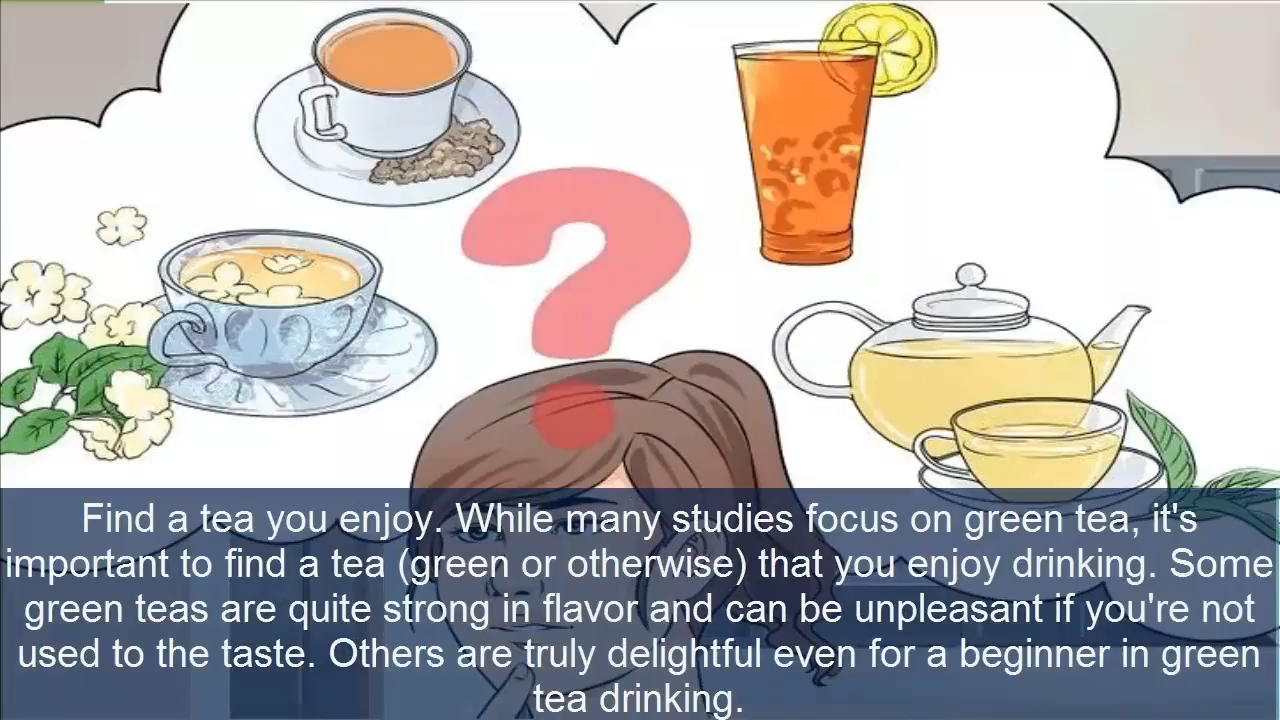 Find a tea you enjoy. While many studies focus on green tea, it's
important to find a tea (green or otherwise) that you enjoy drinking. Some
green teas are quite strong in flavor and can be unpleasant if you're not
used to the taste. Others are truly delightful even for a beginner in green
tea drinking.